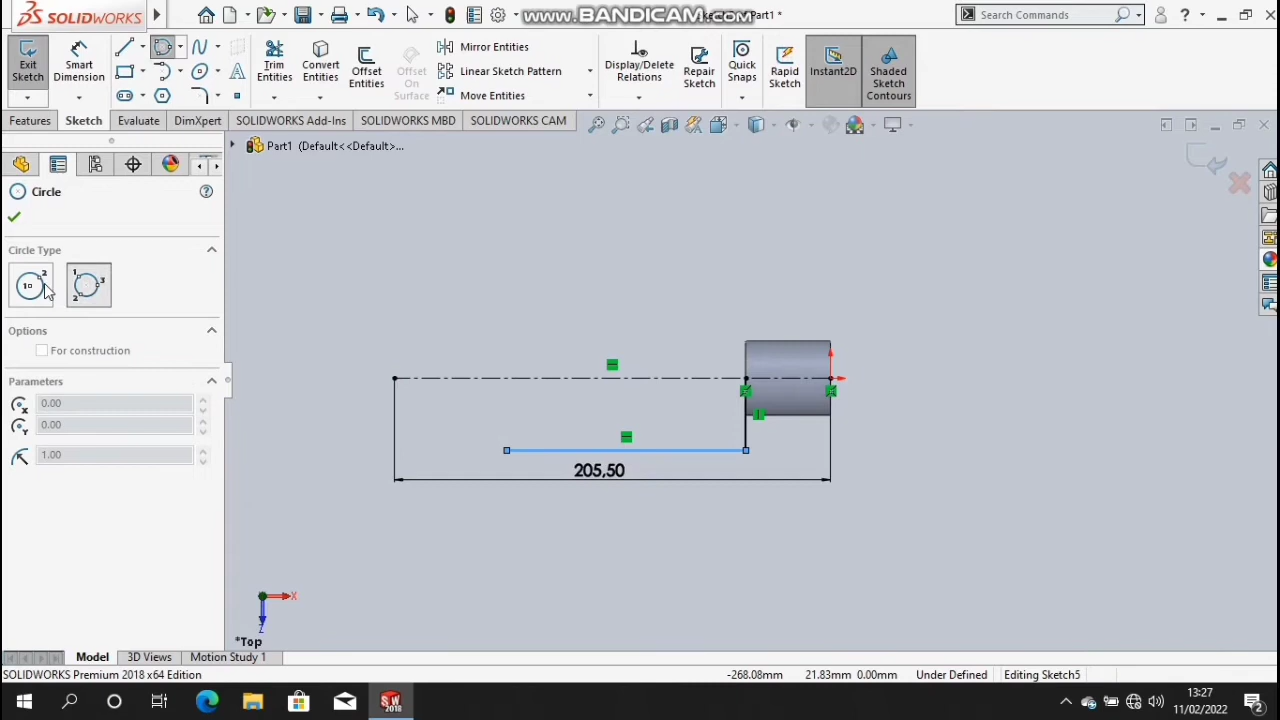 SOLIDWORKS
www.BANDICAM.com
Part1 *
Search Commands
?
Exit Sketch
Smart Dimension
Trim Entities
Convert Entities
Offset Entities
Offset On Surface
Mirror Entities
Linear Sketch Pattern
Move Entities
Display/Delete Relations
Repair Sketch
Quick Snaps
Rapid Sketch
Instant2D
Shaded Sketch Contours
Features
Sketch
Evaluate
DimXpert
SOLIDWORKS Add-Ins
SOLIDWORKS MBD
SOLIDWORKS CAM
Part1 (Default<<Default>...
Circle
Circle Type
Options
For construction
Parameters
0.00
0.00
1.00
205,50
X
Z
*Top
Model
3D Views
Motion Study 1
SOLIDWORKS Premium 2018 x64 Edition
-268.08mm
21.83mm 0.00mm
Under Defined
Editing Sketch5
13:27
11/02/2022
2